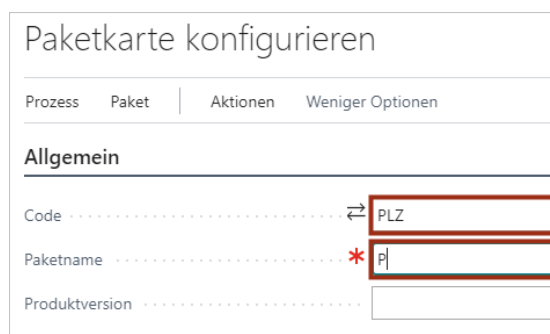 Paketkarte konfigurieren
Prozess Paket Aktionen Weniger Optionen
Allgemein
Code PLZ
Paketname * P
Produktversion